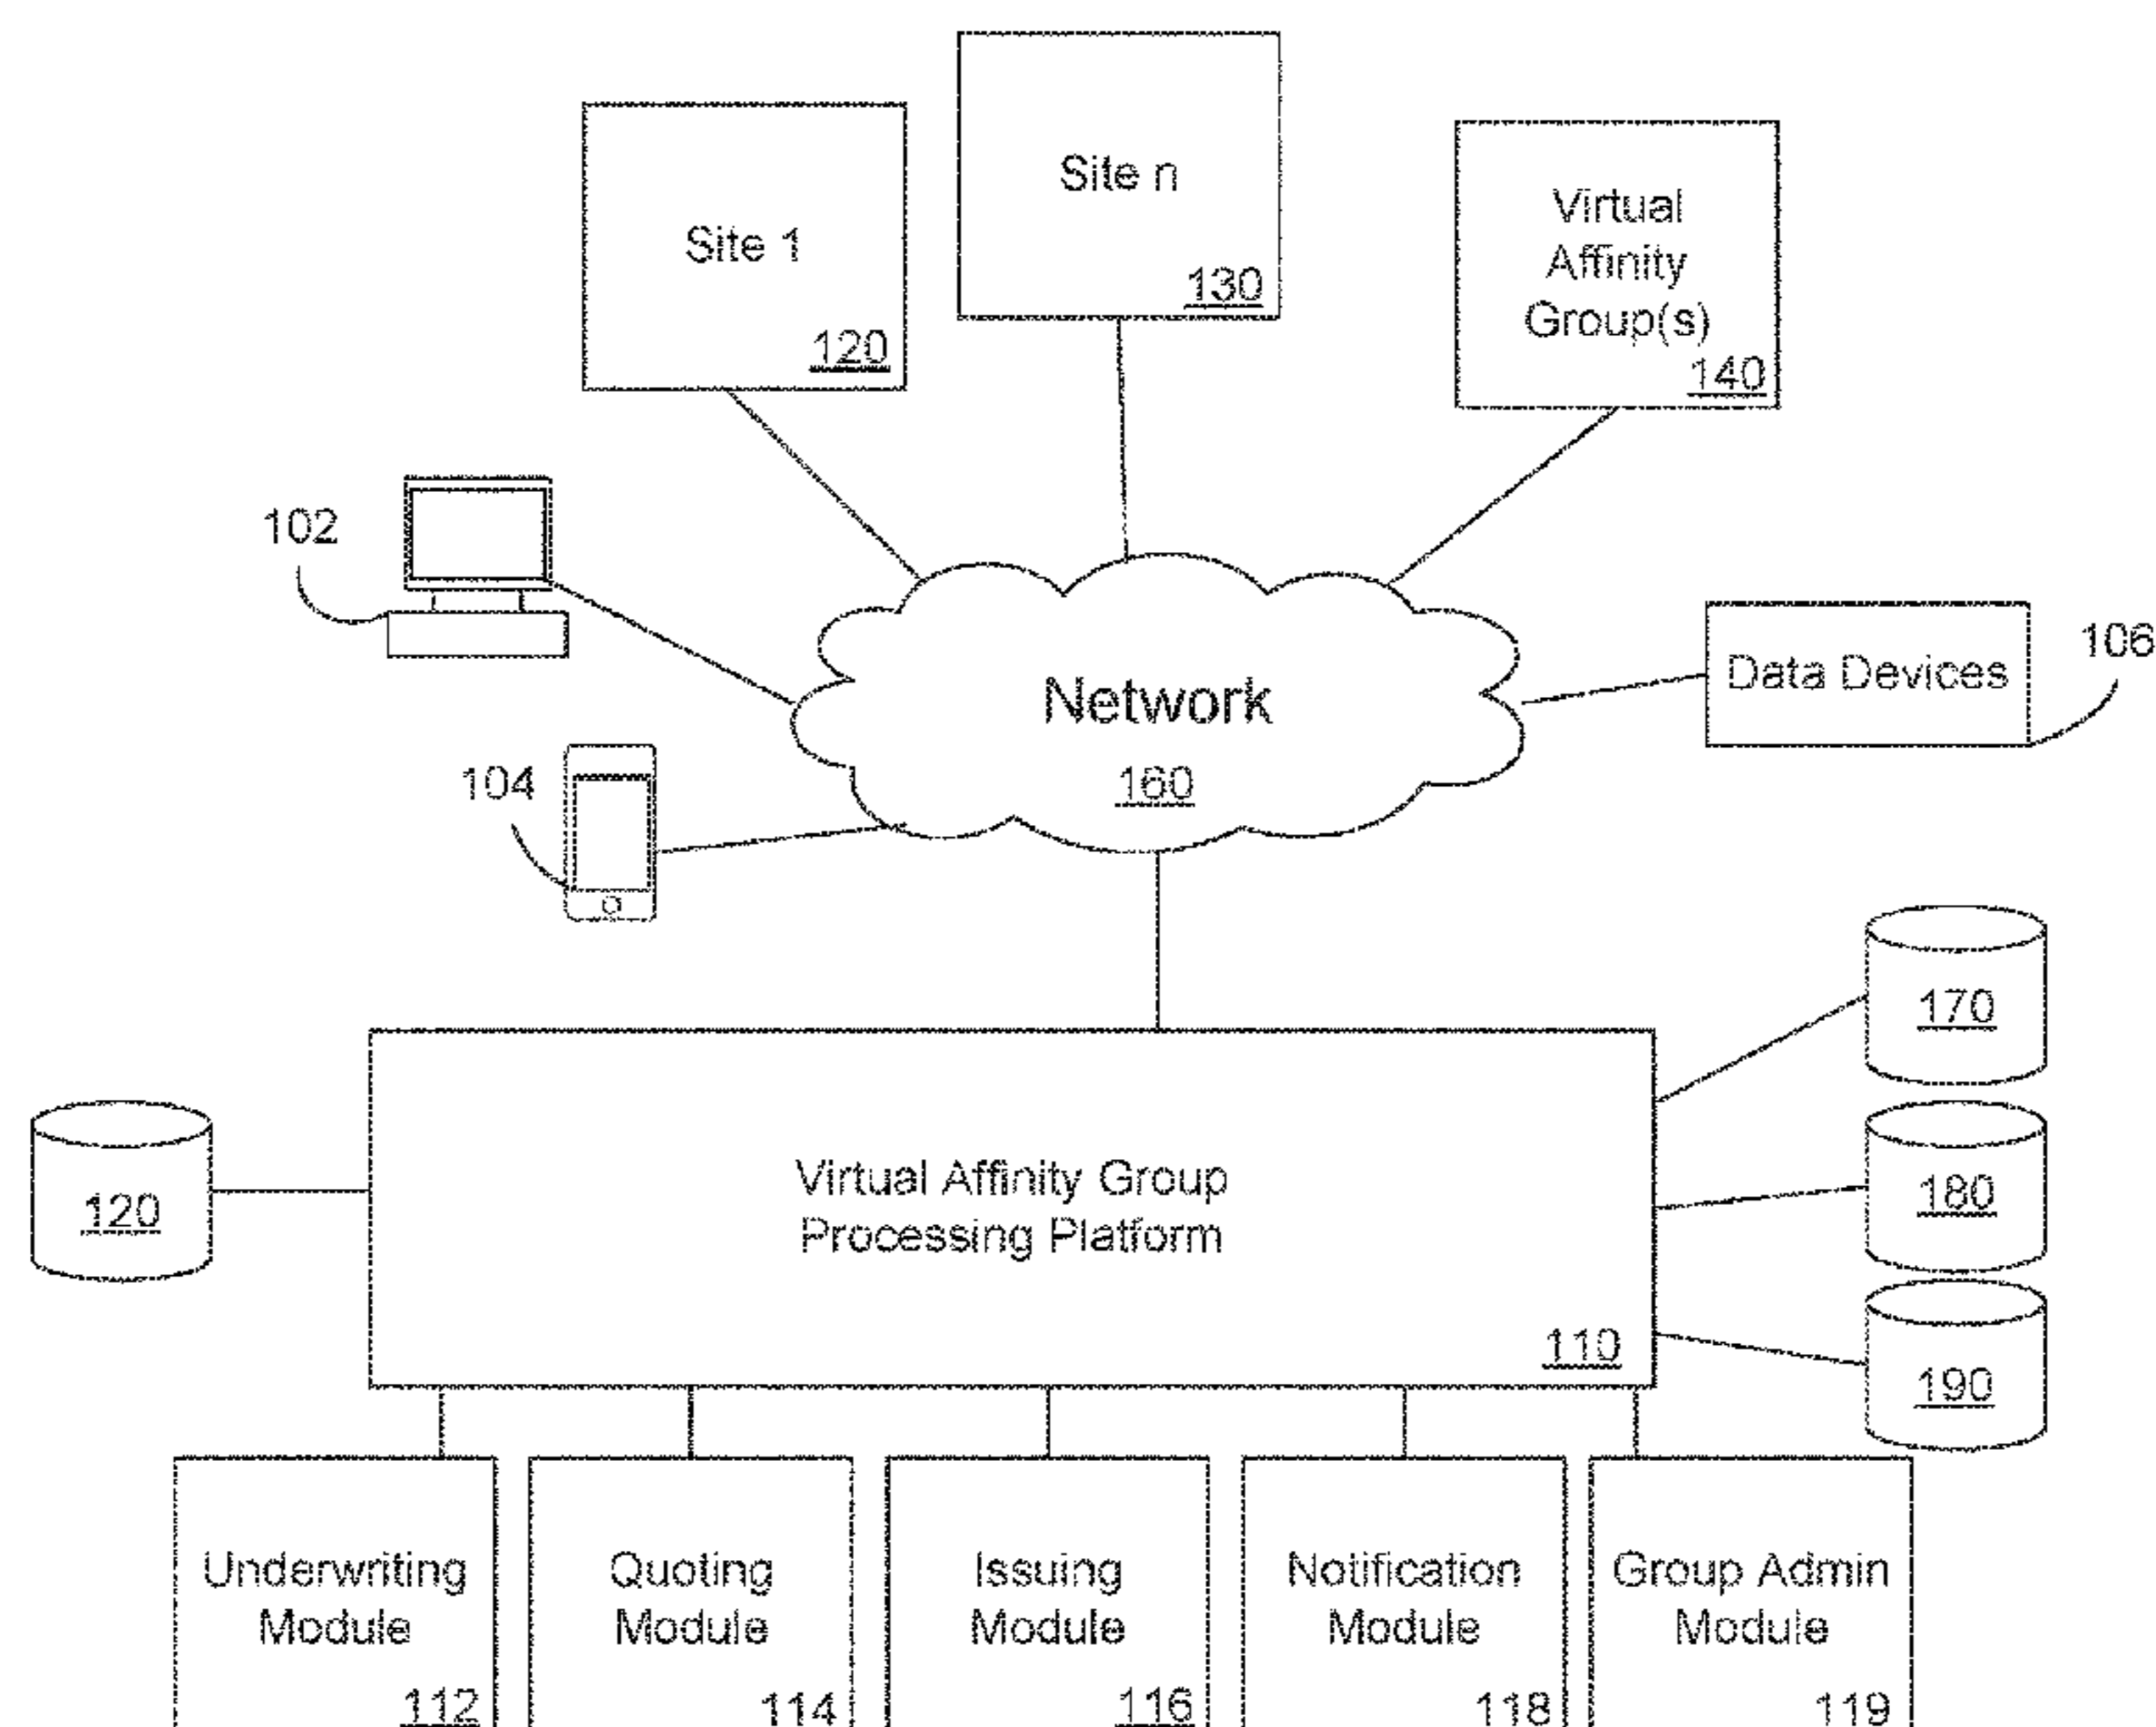 Site n
130
Site 1
120
Virtual
Affinity
Group(s)
140
102
Network
160
Data Devices
106
104
170
Virtual Affinity Group
Processing Platform
110
120
180
190
Underwriting
Module
112
Quoting
Module
114
Issuing
Module
116
Notification
Module
118
Group Admin
Module
119